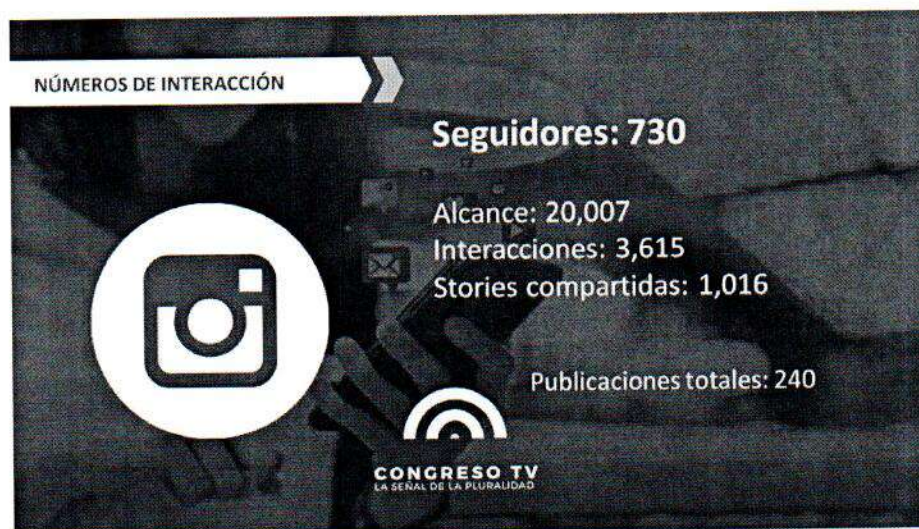 NÚMEROS DE INTERACCIÓN
Seguidores: 730
Alcance: 20,007
Interacciones: 3,615
Stories compartidas: 1,016
Publicaciones totales: 240
CONGRESO TV
LA SEÑAL DE LA PLURALIDAD